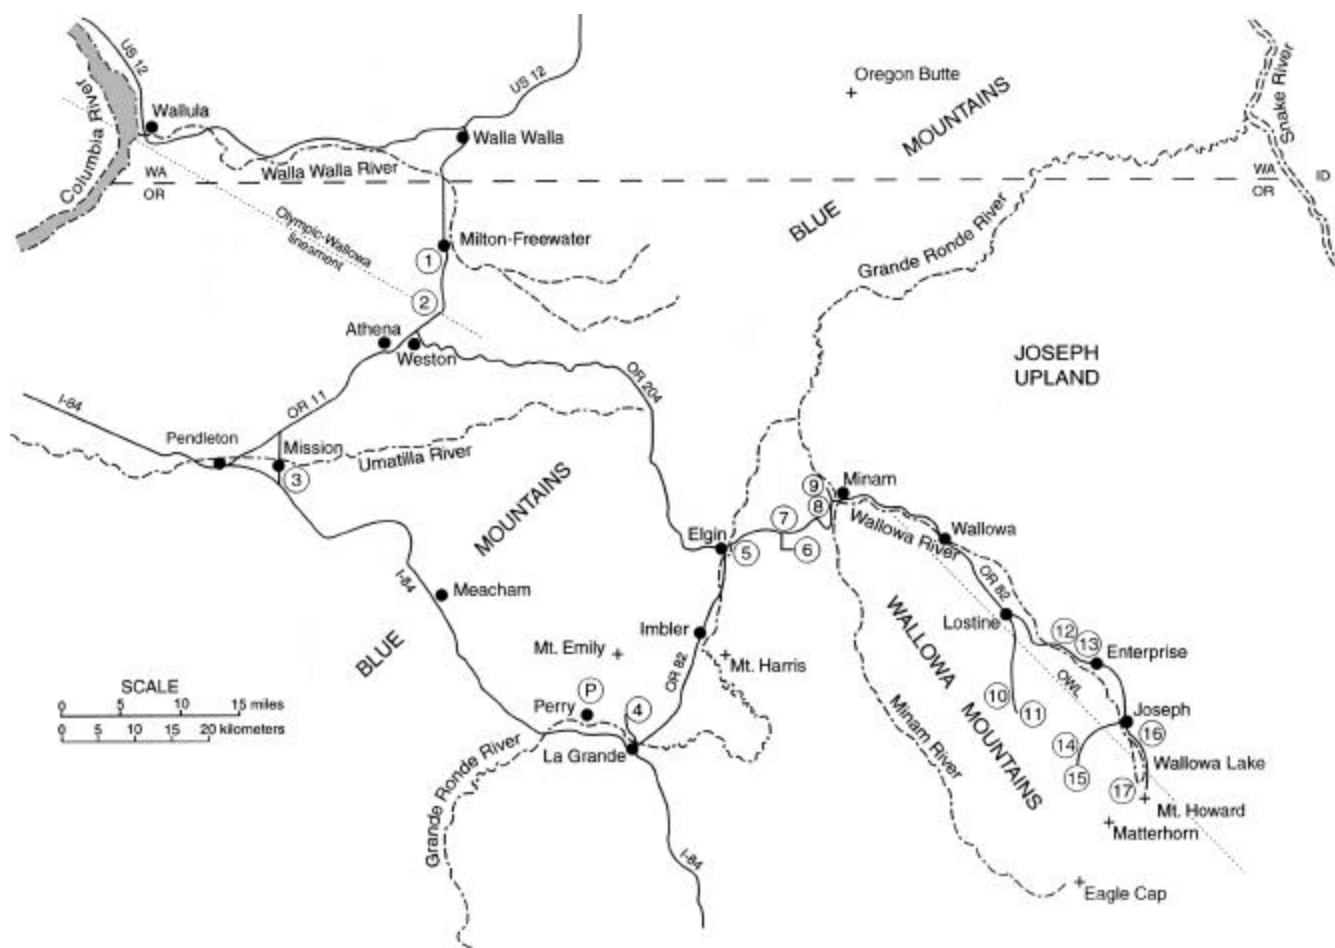 US 12
Columbia River
Wallula
US 12
Walla Walla
Walla Walla River
WA
OR
Oregon Butte
MOUNTAINS
Snake River
WA
OR
ID
BLUE
Grande Ronde River
Olympic-Wallowa
lineament
Milton-Freewater
1
2
Athena
Weston
OR 204
JOSEPH
UPLAND
I-84
OR 11
Pendleton
Mission
3
Umatilla River
MOUNTAINS
9
Minam
8
7
6
Elgin
5
Wallowa River
Wallowa
OR 82
I-84
Meacham
BLUE
Imbler
Mt. Emily
Mt. Harris
OR 82
WALLOWA
MOUNTAINS
Lostine
12
13
Enterprise
OWL
10
11
Joseph
14
15
16
Wallowa Lake
17
Mt. Howard
Matterhorn
Minam River
Eagle Cap
SCALE
0 5 10 15 miles
0 5 10 15 20 kilometers
P
Perry
4
La Grande
Grande Ronde River
I-84